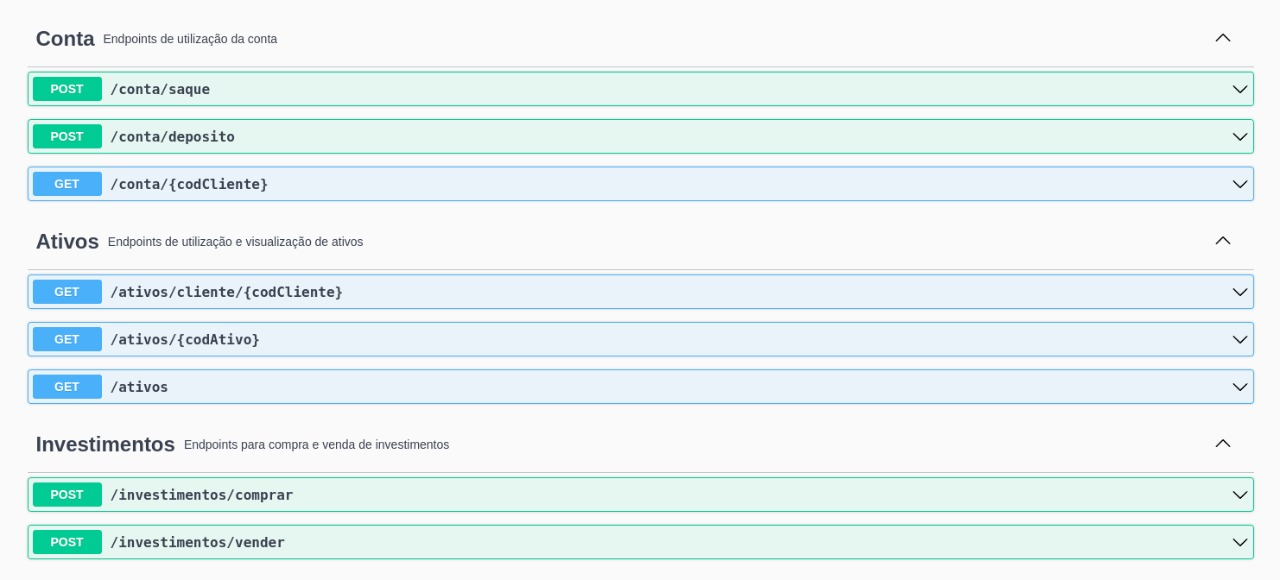 Conta Endpoints de utilização da conta
POST /conta/saque
POST /conta/deposito
GET /conta/{codCliente}
Ativos Endpoints de utilização e visualização de ativos
GET /ativos/cliente/{codCliente}
GET /ativos/{codAtivo}
GET /ativos
Investimentos Endpoints para compra e venda de investimentos
POST /investimentos/comprar
POST /investimentos/vender